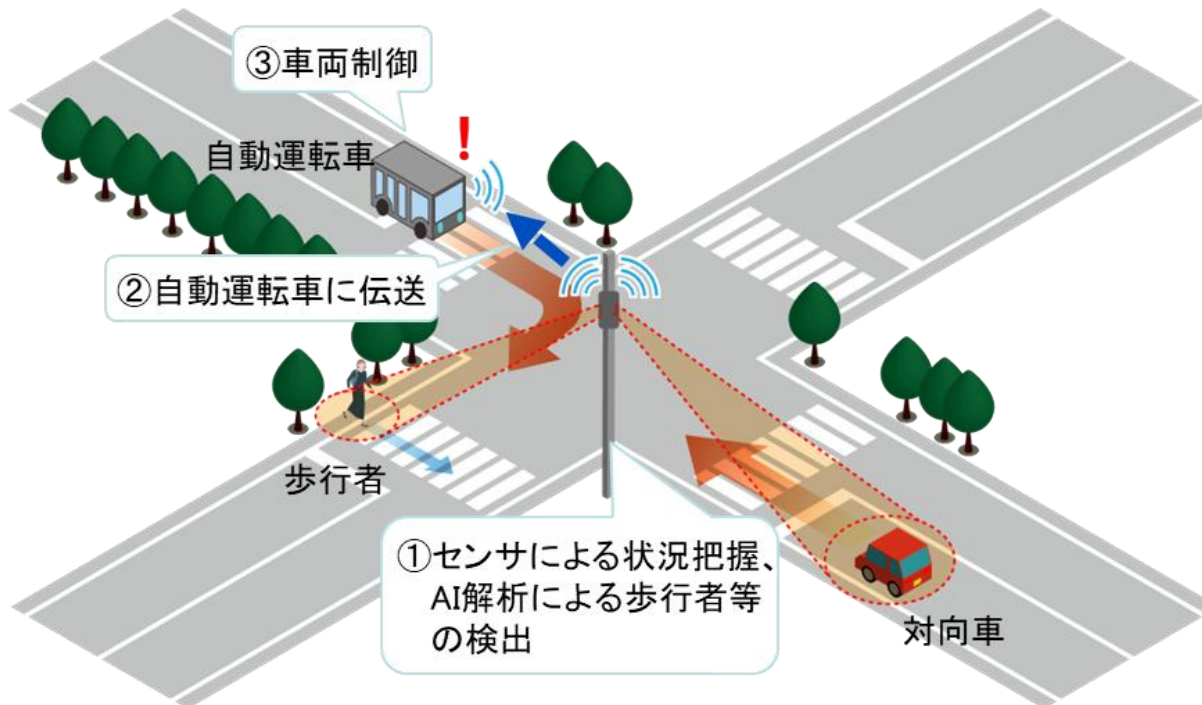 ③車両制御
自動運転車
!
②自動運転車に伝送
歩行者
①センサによる状況把握、
AI解析による歩行者等
の検出
対向車